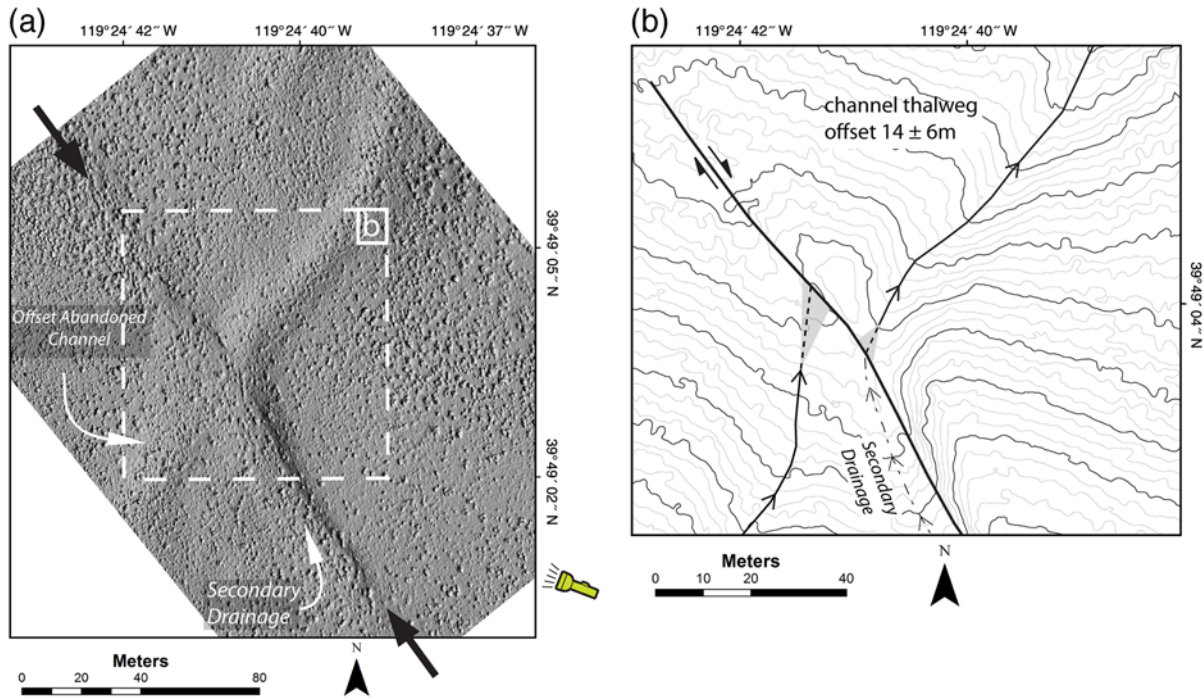 (a)
119°24′ 42″ W
119°24′ 40″ W
119°24′ 37″ W
b
39°49′ 05″ N
Offset Abandoned
Channel
39°49′ 02″ N
Secondary
Drainage
N
Meters
0 10 20 40 80
(b)
119°24′ 42″ W
119°24′ 40″ W
channel thalweg
offset 14 ± 6m
39°49′ 04″ N
Secondary
Drainage
N
Meters
0 10 20 40